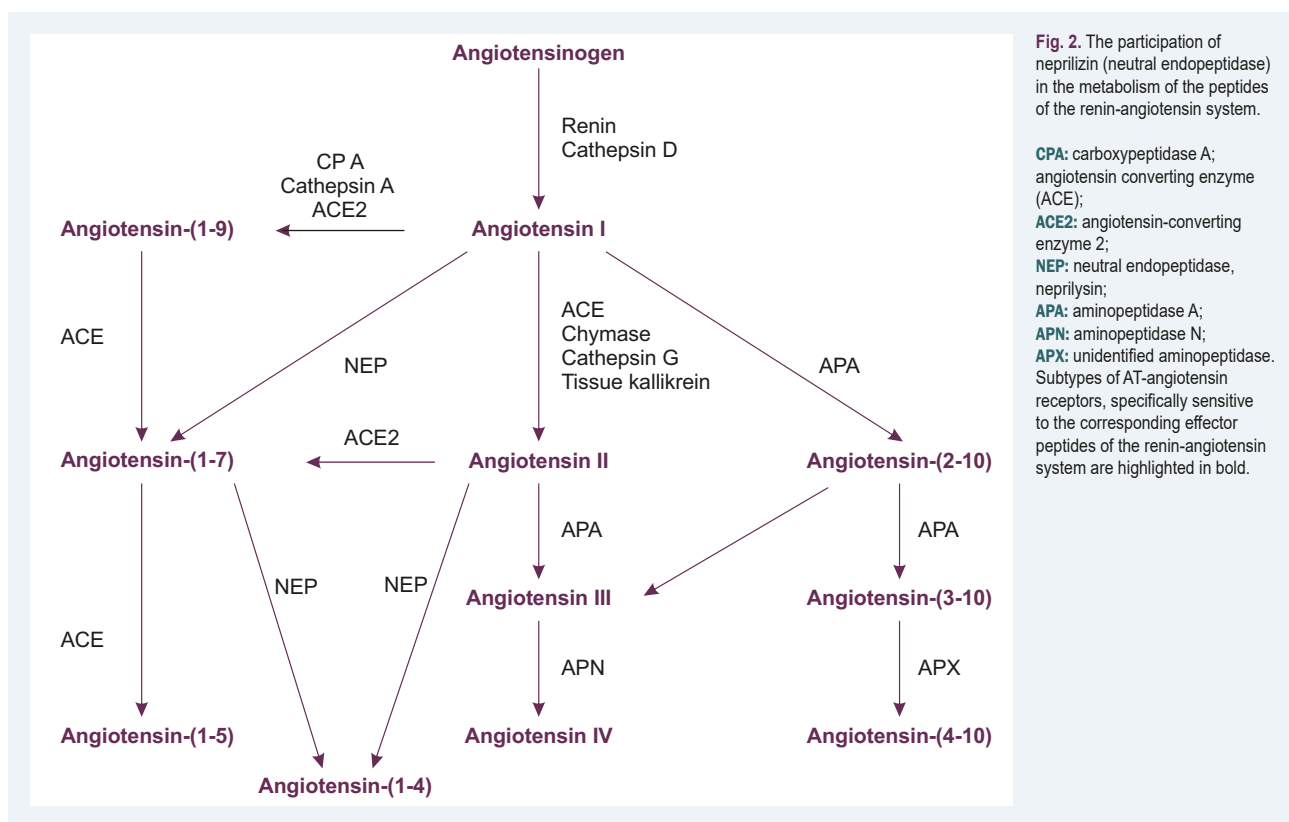 Angiotensinogen
Renin
Cathepsin D
CP A
Cathepsin A
ACE2
Angiotensin-(1-9)
Angiotensin I
ACE
NEP
ACE
Chymase
Cathepsin G
Tissue kallikrein
APA
ACE2
Angiotensin-(1-7)
Angiotensin II
Angiotensin-(2-10)
APA
APA
NEP
NEP
Angiotensin III
Angiotensin-(3-10)
ACE
APN
APX
Angiotensin-(1-5)
Angiotensin IV
Angiotensin-(4-10)
Angiotensin-(1-4)
Fig. 2. The participation of
neprilizin (neutral endopeptidase)
in the metabolism of the peptides
of the renin-angiotensin system.
CPA: carboxypeptidase A;
angiotensin converting enzyme
(ACE);
ACE2: angiotensin-converting
enzyme 2;
NEP: neutral endopeptidase,
neprilysin;
APA: aminopeptidase A;
APN: aminopeptidase N;
APX: unidentified aminopeptidase.
Subtypes of AT-angiotensin
receptors, specifically sensitive
to the corresponding effector
peptides of the renin-angiotensin
system are highlighted in bold.